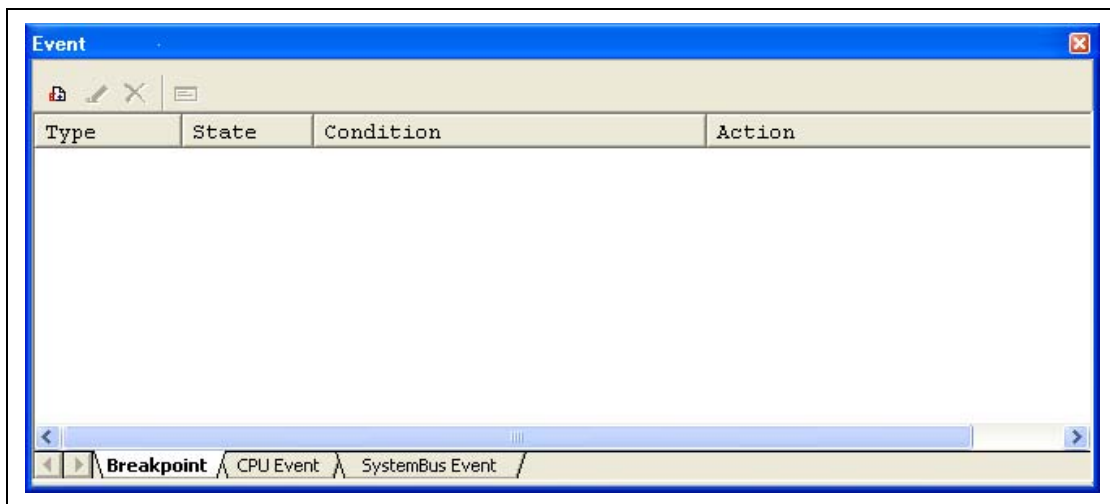 Event
Type State Condition Action
Breakpoint CPU Event SystemBus Event